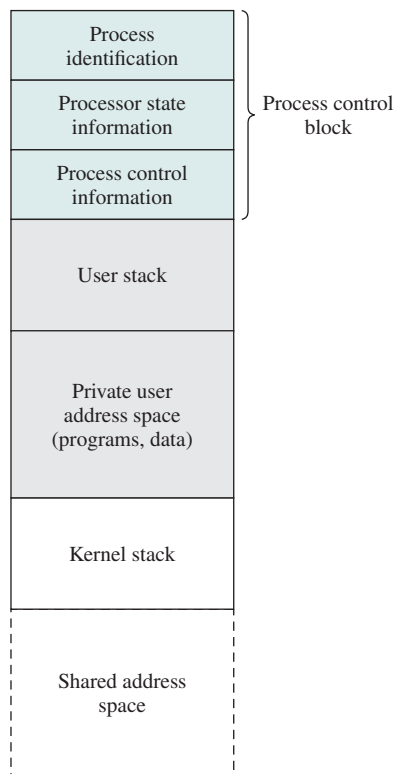 Process
identification
Processor state
information
Process control
information
Process control
block
User stack
Private user
address space
(programs, data)
Kernel stack
Shared address
space